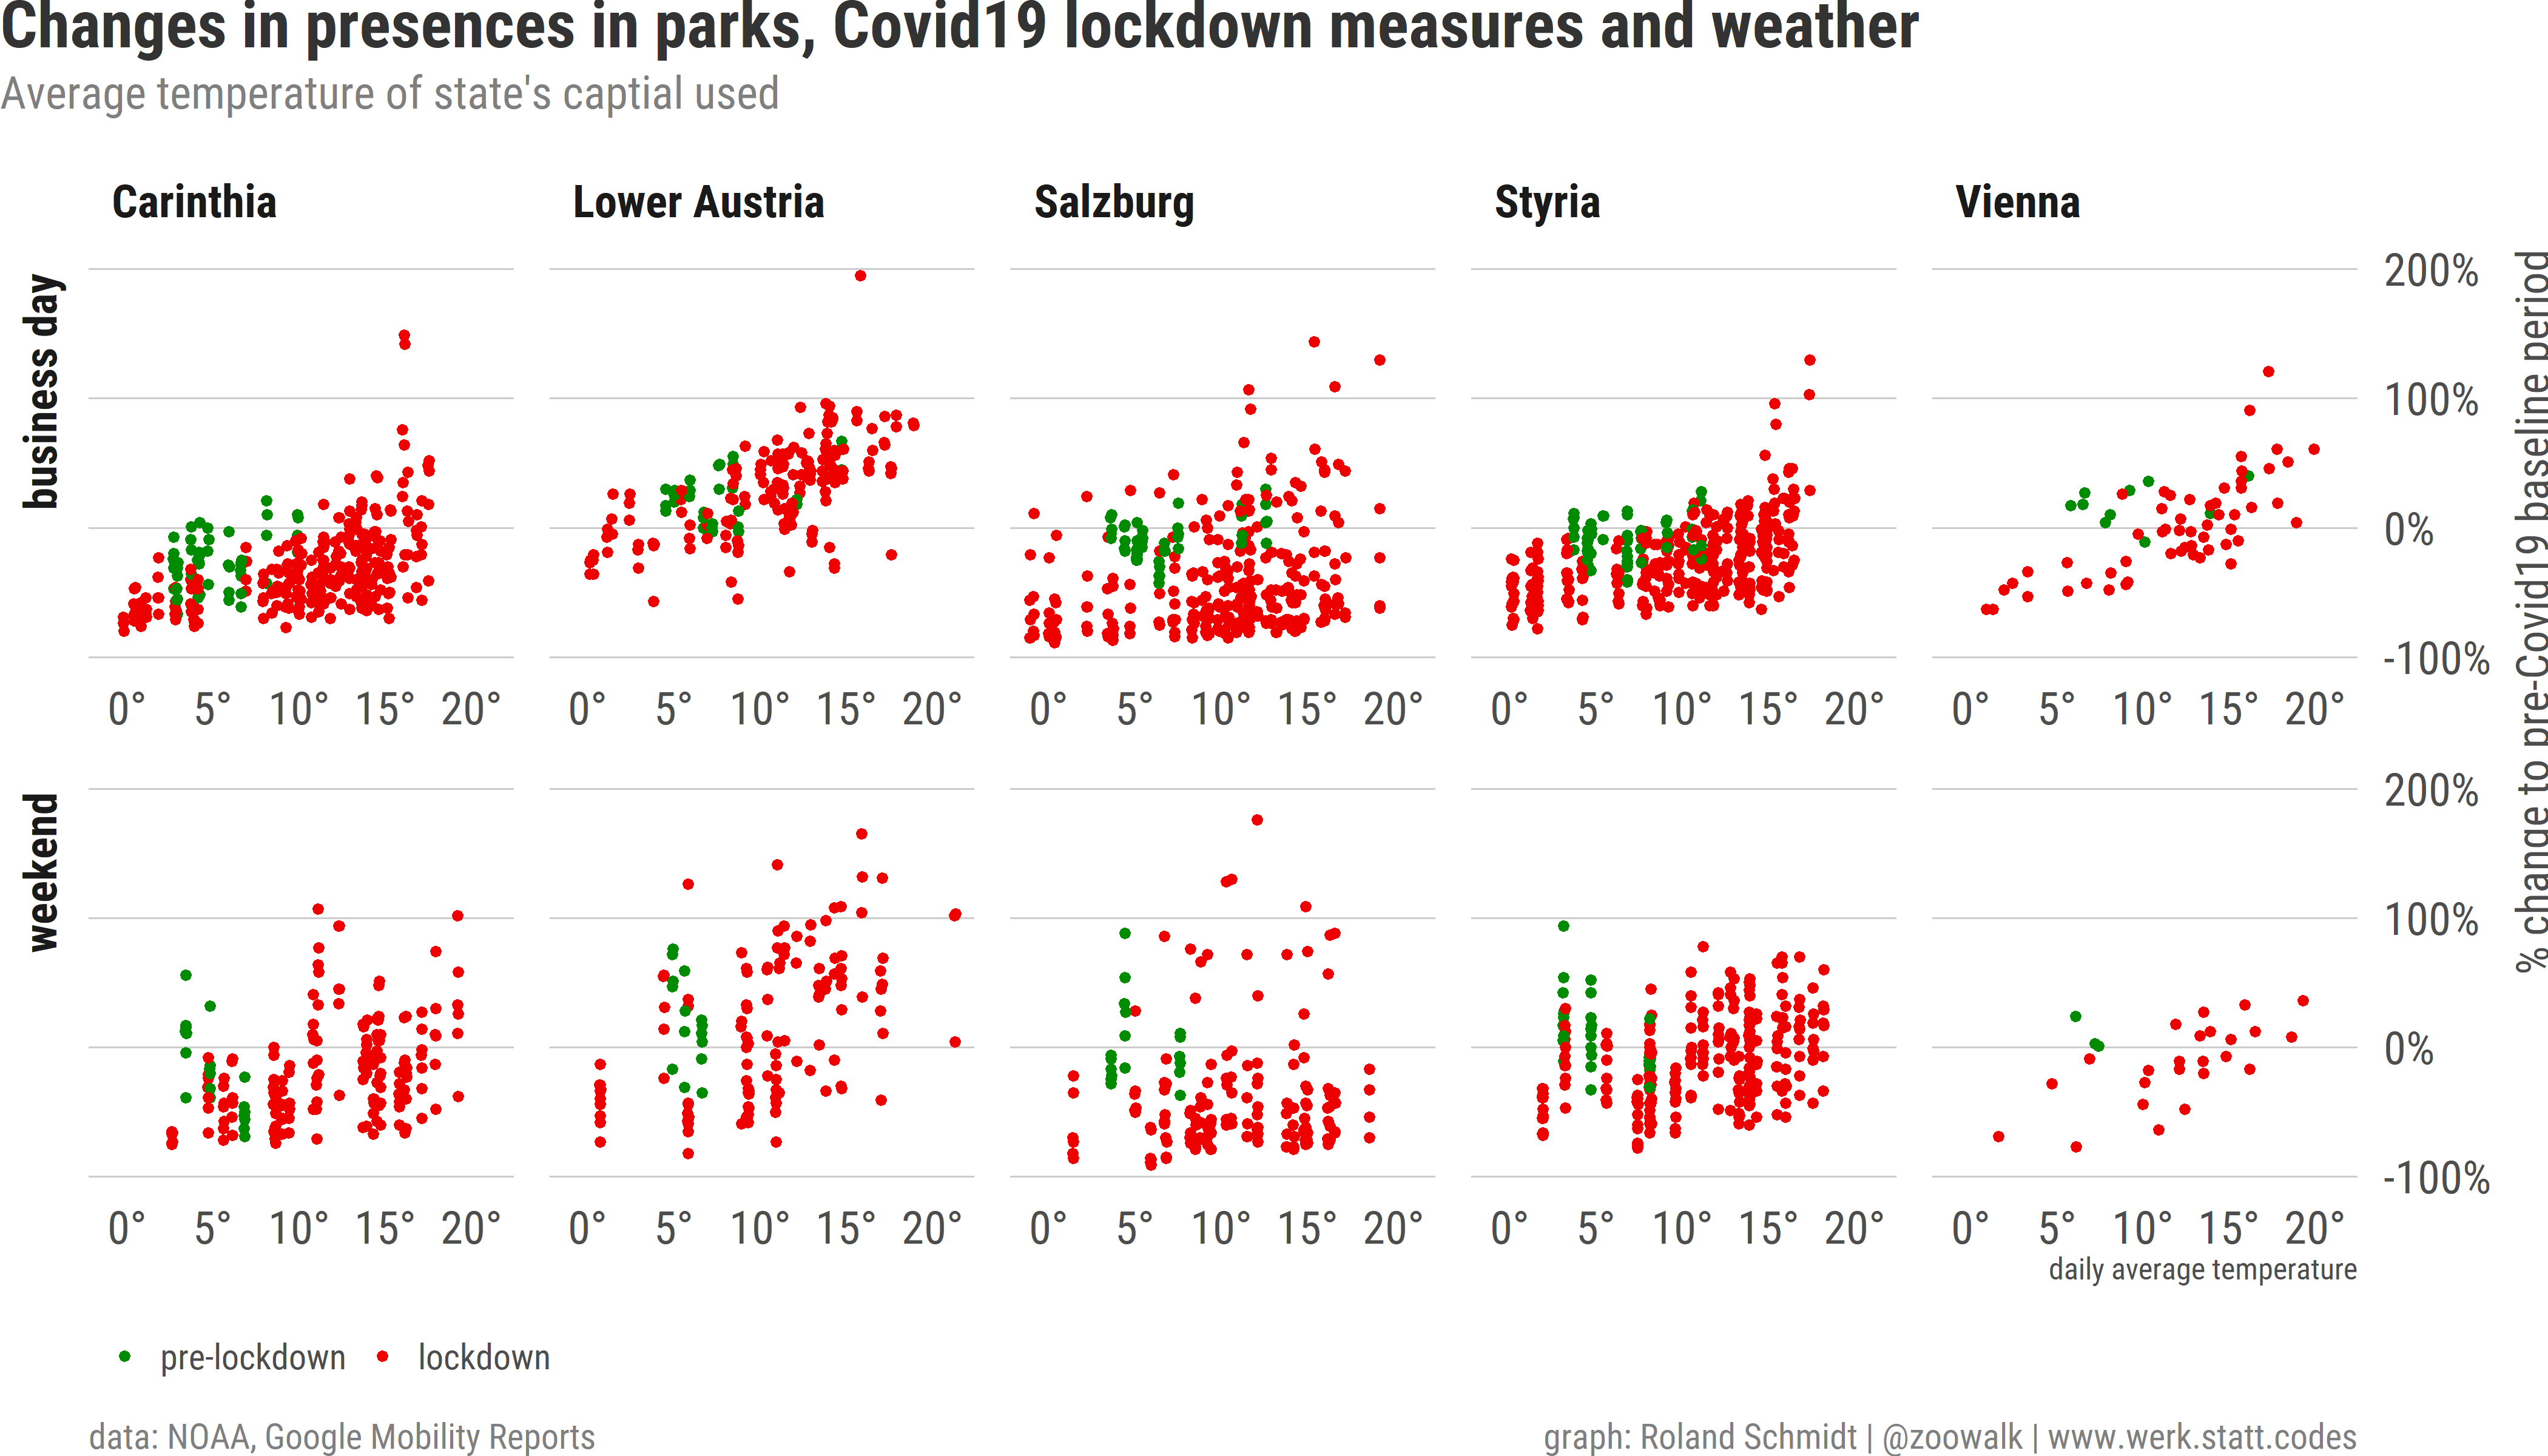 Changes in presences in parks, Covid19 lockdown measures and weather
Average temperature of state's captial used
Carinthia Lower Austria Salzburg Styria Vienna
business day
200%
100%
0%
-100%
0° 5° 10° 15° 20° 0° 5° 10° 15° 20° 0° 5° 10° 15° 20° 0° 5° 10° 15° 20° 0° 5° 10° 15° 20°
weekend
200%
100%
0%
-100%
0° 5° 10° 15° 20° 0° 5° 10° 15° 20° 0° 5° 10° 15° 20° 0° 5° 10° 15° 20° 0° 5° 10° 15° 20°
% change to pre-Covid19 baseline period
daily average temperature
pre-lockdown lockdown
data: NOAA, Google Mobility Reports
graph: Roland Schmidt | @zoowalk | www.werk.statt.codes